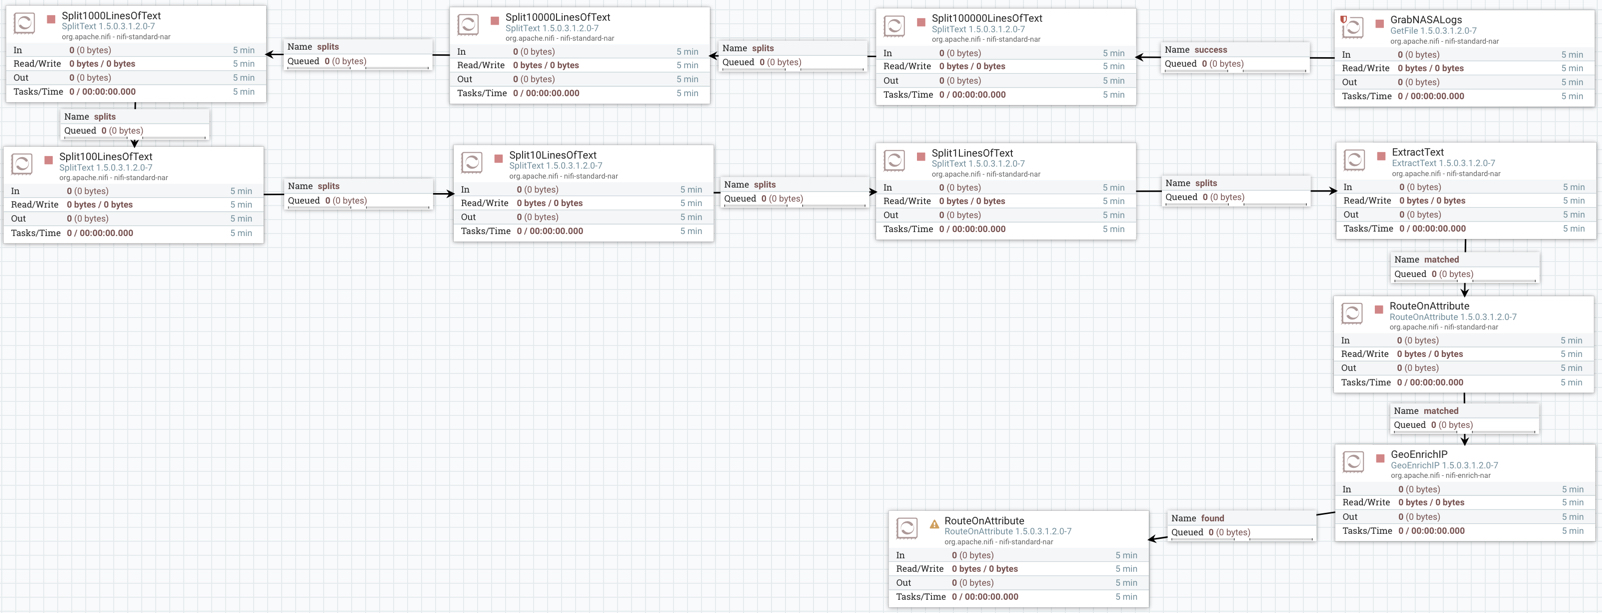 Split1000LinesOfText
SplitText 1.5.0.3.1.2.0-7
org.apache.nifi - nifi-standard-nar
In 0 (0 bytes) 5 min
Read/Write 0 bytes / 0 bytes 5 min
Out 0 (0 bytes) 5 min
Tasks/Time 0 / 00:00:00.000 5 min
Name splits
Queued 0 (0 bytes)
Split10000LinesOfText
SplitText 1.5.0.3.1.2.0-7
org.apache.nifi - nifi-standard-nar
In 0 (0 bytes) 5 min
Read/Write 0 bytes / 0 bytes 5 min
Out 0 (0 bytes) 5 min
Tasks/Time 0 / 00:00:00.000 5 min
Name splits
Queued 0 (0 bytes)
Split100000LinesOfText
SplitText 1.5.0.3.1.2.0-7
org.apache.nifi - nifi-standard-nar
In 0 (0 bytes) 5 min
Read/Write 0 bytes / 0 bytes 5 min
Out 0 (0 bytes) 5 min
Tasks/Time 0 / 00:00:00.000 5 min
Name success
Queued 0 (0 bytes)
GrabNASALogs
GetFile 1.5.0.3.1.2.0-7
org.apache.nifi - nifi-standard-nar
In 0 (0 bytes) 5 min
Read/Write 0 bytes / 0 bytes 5 min
Out 0 (0 bytes) 5 min
Tasks/Time 0 / 00:00:00.000 5 min
Name splits
Queued 0 (0 bytes)
Split100LinesOfText
SplitText 1.5.0.3.1.2.0-7
org.apache.nifi - nifi-standard-nar
In 0 (0 bytes) 5 min
Read/Write 0 bytes / 0 bytes 5 min
Out 0 (0 bytes) 5 min
Tasks/Time 0 / 00:00:00.000 5 min
Name splits
Queued 0 (0 bytes)
Split10LinesOfText
SplitText 1.5.0.3.1.2.0-7
org.apache.nifi - nifi-standard-nar
In 0 (0 bytes) 5 min
Read/Write 0 bytes / 0 bytes 5 min
Out 0 (0 bytes) 5 min
Tasks/Time 0 / 00:00:00.000 5 min
Name splits
Queued 0 (0 bytes)
Split1LinesOfText
SplitText 1.5.0.3.1.2.0-7
org.apache.nifi - nifi-standard-nar
In 0 (0 bytes) 5 min
Read/Write 0 bytes / 0 bytes 5 min
Out 0 (0 bytes) 5 min
Tasks/Time 0 / 00:00:00.000 5 min
Name splits
Queued 0 (0 bytes)
ExtractText
ExtractText 1.5.0.3.1.2.0-7
org.apache.nifi - nifi-standard-nar
In 0 (0 bytes) 5 min
Read/Write 0 bytes / 0 bytes 5 min
Out 0 (0 bytes) 5 min
Tasks/Time 0 / 00:00:00.000 5 min
Name matched
Queued 0 (0 bytes)
RouteOnAttribute
RouteOnAttribute 1.5.0.3.1.2.0-7
org.apache.nifi - nifi-standard-nar
In 0 (0 bytes) 5 min
Read/Write 0 bytes / 0 bytes 5 min
Out 0 (0 bytes) 5 min
Tasks/Time 0 / 00:00:00.000 5 min
Name matched
Queued 0 (0 bytes)
GeoEnrichIP
GeoEnrichIP 1.5.0.3.1.2.0-7
org.apache.nifi - nifi-enrich-nar
In 0 (0 bytes) 5 min
Read/Write 0 bytes / 0 bytes 5 min
Out 0 (0 bytes) 5 min
Tasks/Time 0 / 00:00:00.000 5 min
Name found
Queued 0 (0 bytes)
RouteOnAttribute
RouteOnAttribute 1.5.0.3.1.2.0-7
org.apache.nifi - nifi-standard-nar
In 0 (0 bytes) 5 min
Read/Write 0 bytes / 0 bytes 5 min
Out 0 (0 bytes) 5 min
Tasks/Time 0 / 00:00:00.000 5 min